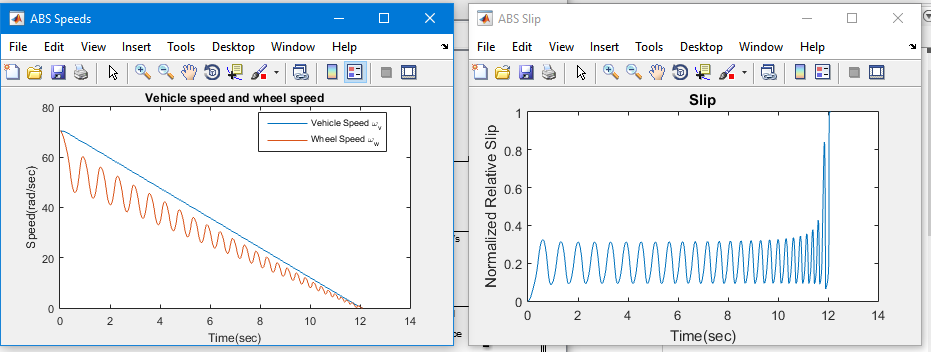 ABS Speeds
File Edit View Insert Tools Desktop Window Help
Vehicle speed and wheel speed
Vehicle Speed ωv
Wheel Speed ωw
80
60
40
20
0
Speed(rad/sec)
0 2 4 6 8 10 12 14
Time(sec)
's
ce
ABS Slip
File Edit View Insert Tools Desktop Window Help
Slip
1
0.8
0.6
0.4
0.2
0
Normalized Relative Slip
0 2 4 6 8 10 12 14
Time(sec)